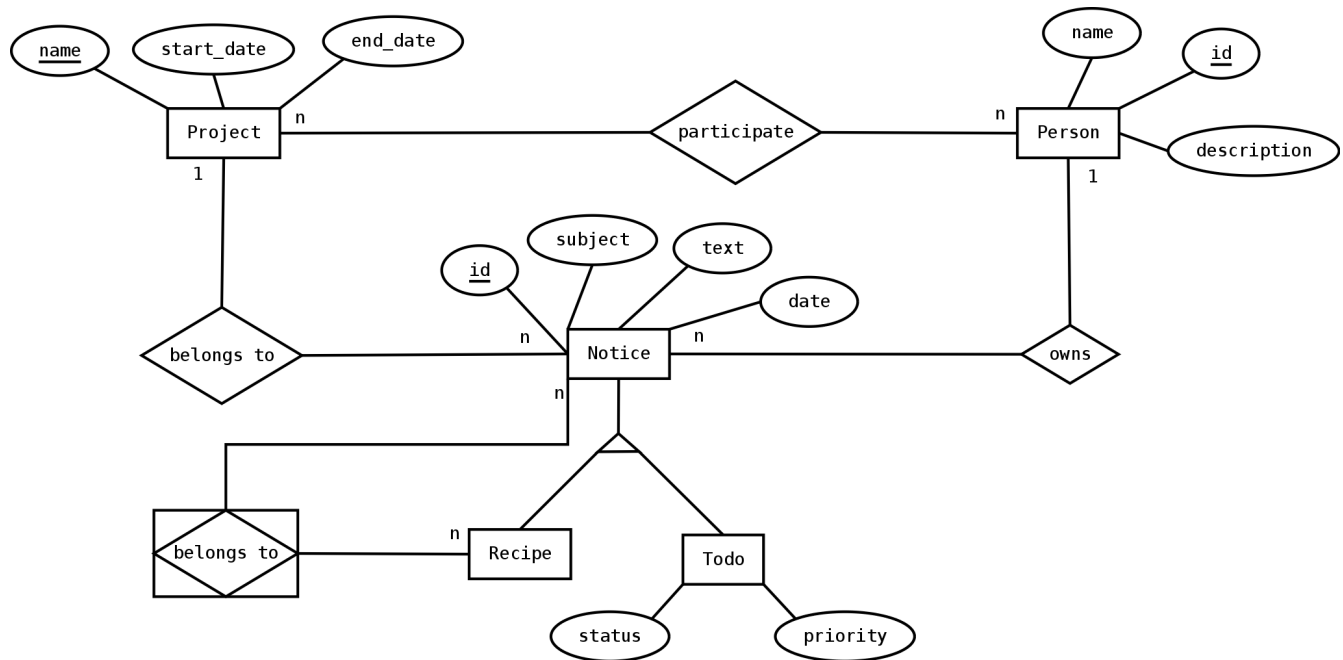 name
start_date
end_date
name
id
description
Project
n
participate
n
Person
1
1
id
subject
text
date
belongs to
n
Notice
n
owns
n
belongs to
n
Recipe
Todo
status
priority